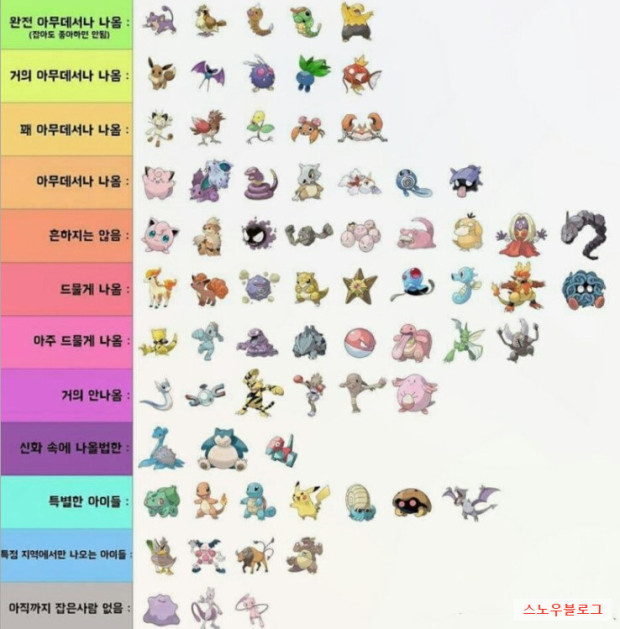 완전 아무데서나 나옴 :
(잡아도 좋아하면 안됨)
거의 아무데서나 나옴 :
꽤 아무데서나 나옴 :
아무데서나 나옴 :
흔하지는 않음 :
드물게 나옴 :
아주 드물게 나옴 :
거의 안나옴 :
신화 속에 나올법한 :
특별한 아이들 :
특정 지역에서만 나오는 아이들 :
아직까지 잡은사람 없음 :
스노우블로그